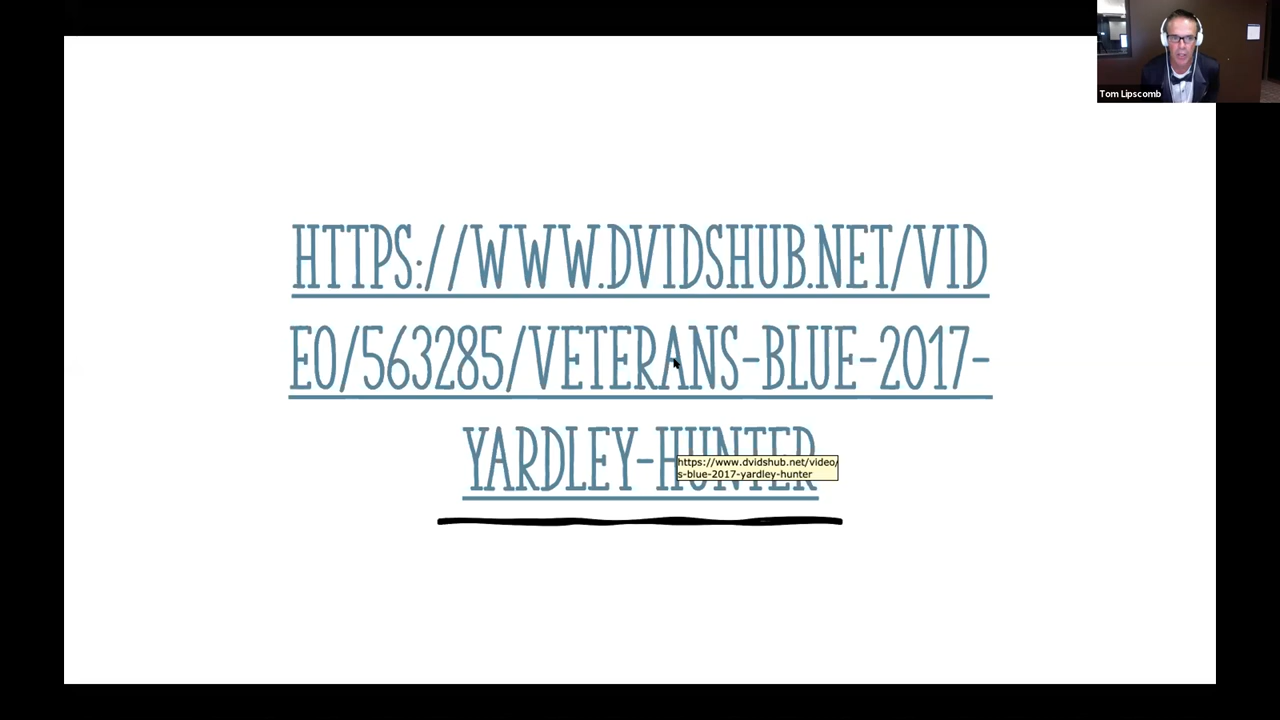 Tom Lipscomb
HTTPS://WWW.DVIDSHUB.NET/VID
EO/563285/VETERANS-BLUE-2017-
YARDLEY-HUNTER
https://www.dvidshub.net/video/
s-blue-2017-yardley-hunter